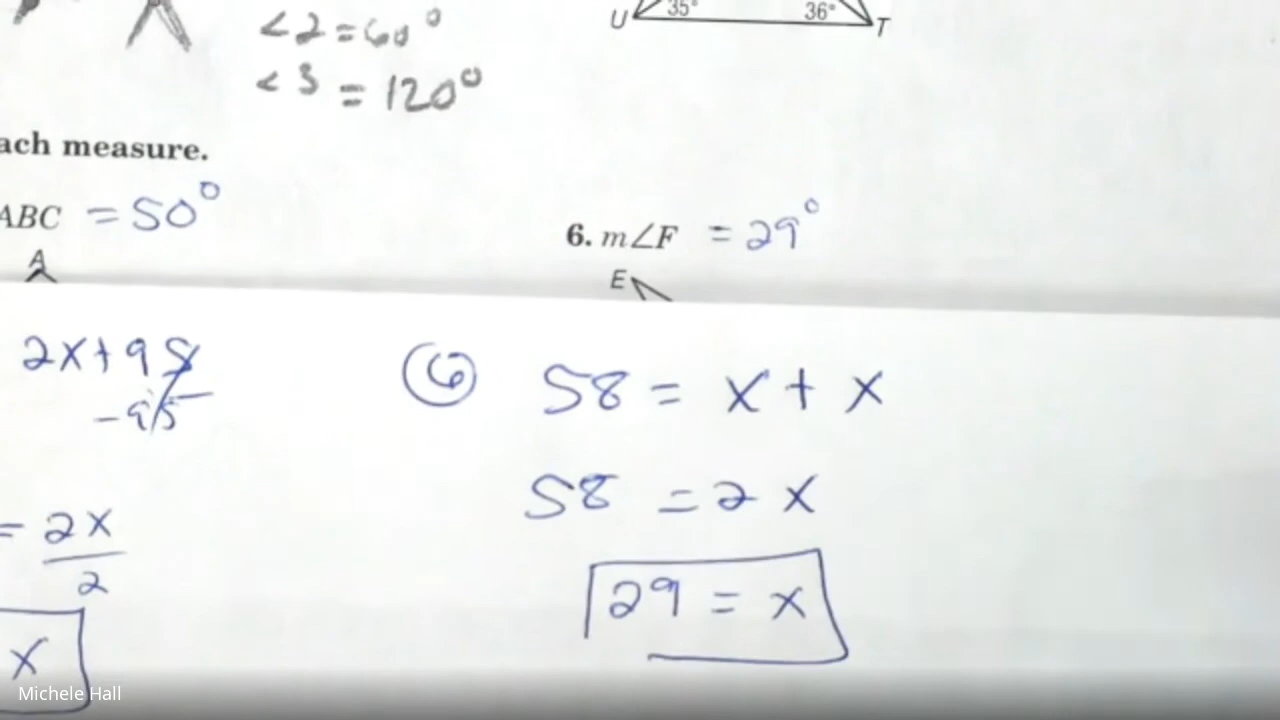 <2 = 60°
<3 = 120°
U 35° 36° T
ach measure.
ABC = 50°
6. m∠F = 29°
A
E
2x+95
-95
= 2x
2
x
6 58 = x + x
58 = 2x
29 = x
Michele Hall